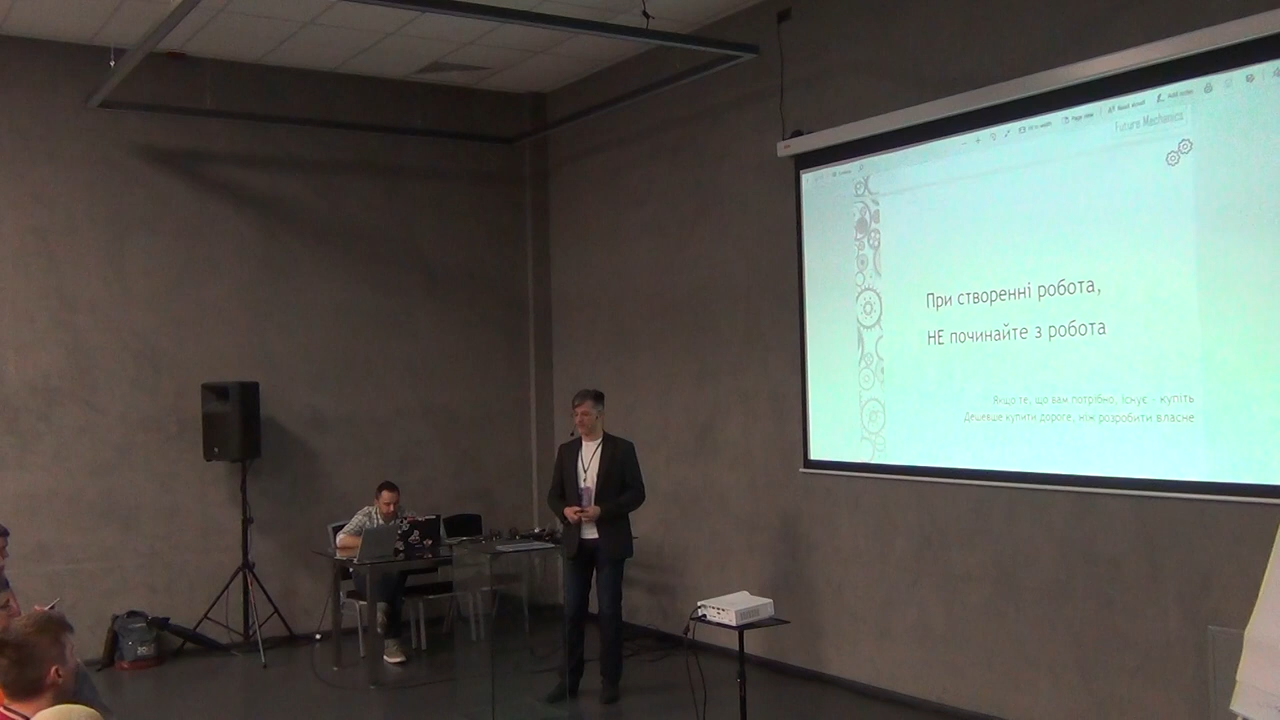 Future Mechanics
При створенні робота,
НЕ починайте з робота
Якщо те, що вам потрібно, існує - купіть
Дешевше купити дороге, ніж розробити власне